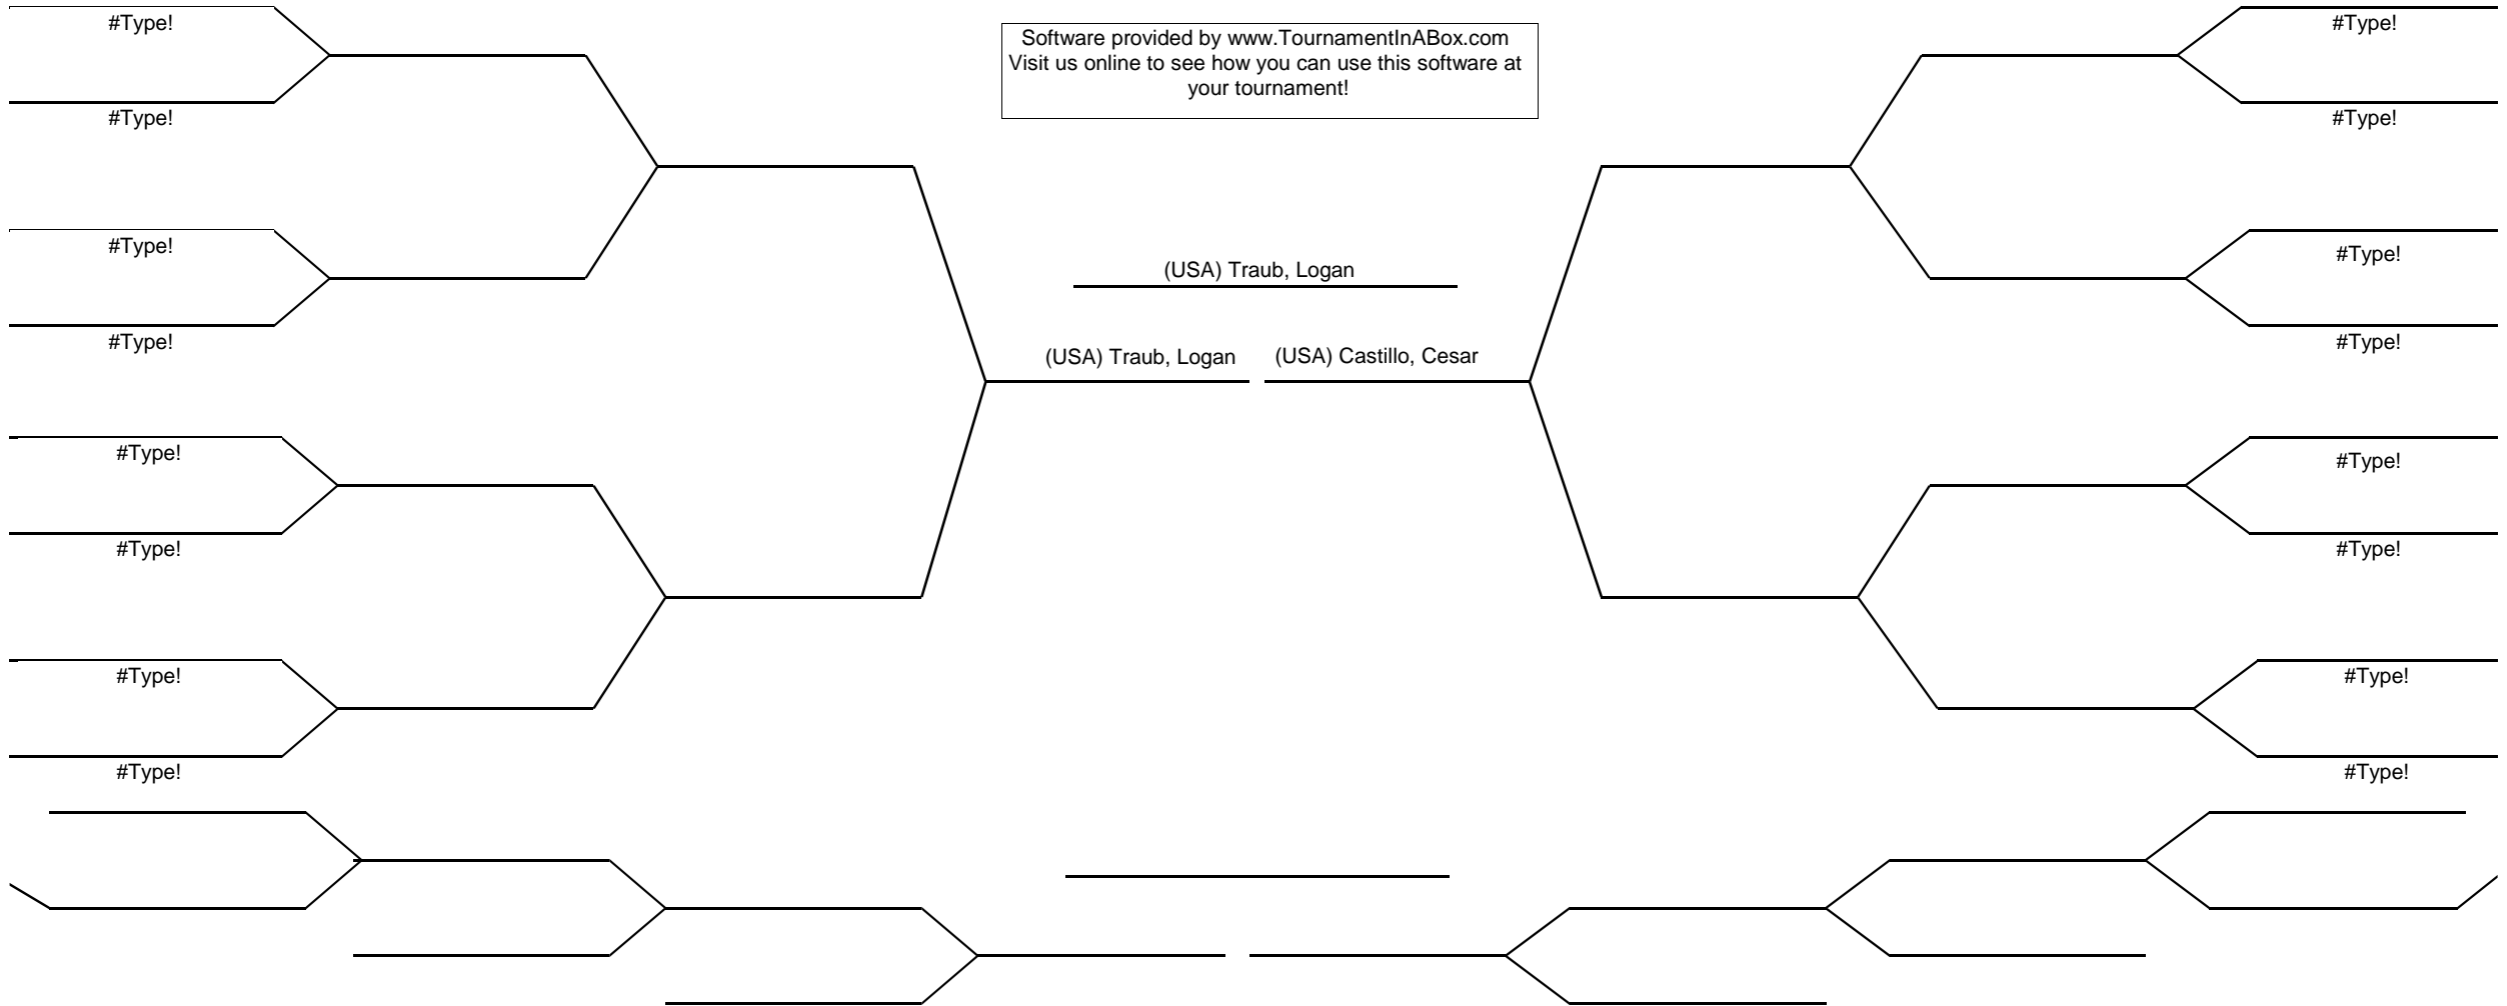 #Type!
#Type!
Software provided by www.TournamentInABox.com
Visit us online to see how you can use this software at
your tournament!
#Type!
#Type!
#Type!
#Type!
(USA) Traub, Logan
#Type!
#Type!
(USA) Traub, Logan
(USA) Castillo, Cesar
#Type!
#Type!
#Type!
#Type!
#Type!
#Type!
#Type!
#Type!